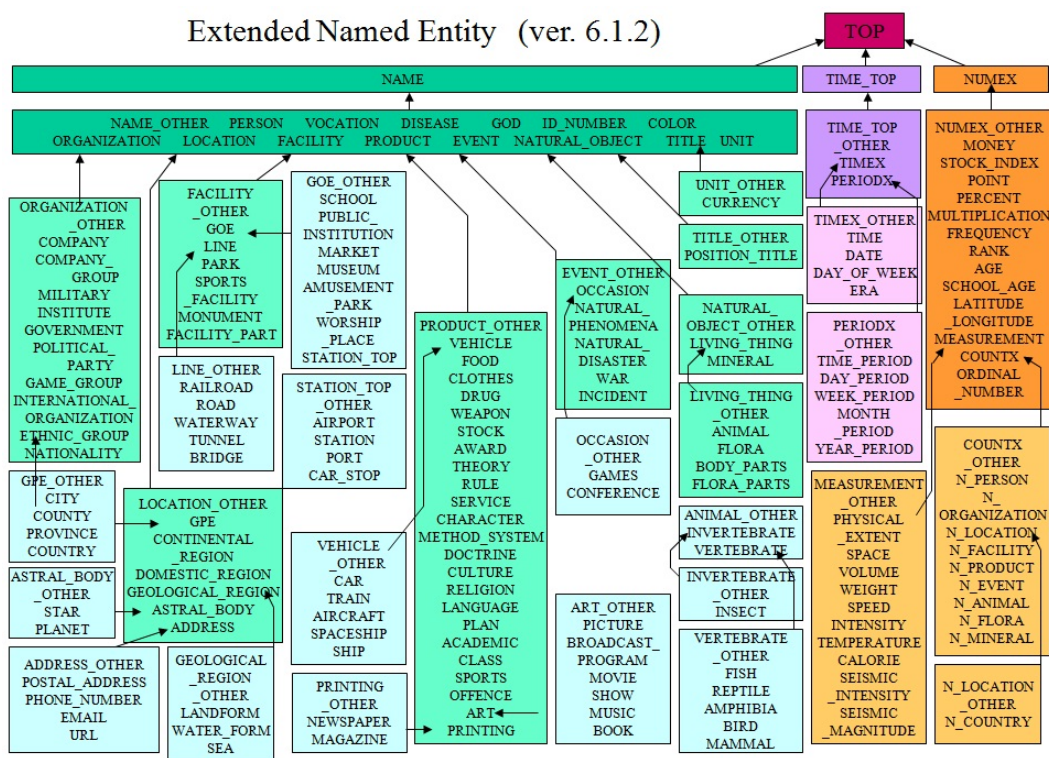 Extended Named Entity (ver. 6.1.2)
TOP
NAME
TIME_TOP
NUMEX
NAME_OTHER PERSON VOCATION DISEASE GOD ID_NUMBER COLOR
ORGANIZATION LOCATION FACILITY PRODUCT EVENT NATURAL_OBJECT TITLE UNIT
TIME_TOP
_OTHER
TIMEX
PERIODX
NUMEX_OTHER
MONEY
STOCK_INDEX
POINT
PERCENT
MULTIPLICATION
FREQUENCY
RANK
AGE
SCHOOL_AGE
LATITUDE
_LONGITUDE
MEASUREMENT
COUNTX
ORDINAL
_NUMBER
ORGANIZATION
_OTHER
COMPANY
COMPANY_
GROUP
MILITARY
INSTITUTE
GOVERNMENT
POLITICAL_
PARTY
GAME_GROUP
INTERNATIONAL_
ORGANIZATION
ETHNIC_GROUP
NATIONALITY
FACILITY
_OTHER
GOE
LINE
PARK
SPORTS
_FACILITY
MONUMENT
FACILITY_PART
GOE_OTHER
SCHOOL
PUBLIC_
INSTITUTION
MARKET
MUSEUM
AMUSEMENT
_PARK
WORSHIP
_PLACE
STATION_TOP
UNIT_OTHER
CURRENCY
TITLE_OTHER
POSITION_TITLE
TIMEX_OTHER
TIME
DATE
DAY_OF_WEEK
ERA
EVENT_OTHER
OCCASION
NATURAL_
PHENOMENA
NATURAL_
DISASTER
WAR
INCIDENT
NATURAL_
OBJECT_OTHER
LIVING_THING
MINERAL
PERIODX
_OTHER
TIME_PERIOD
DAY_PERIOD
WEEK_PERIOD
MONTH
_PERIOD
YEAR_PERIOD
PRODUCT_OTHER
VEHICLE
FOOD
CLOTHES
DRUG
WEAPON
STOCK
AWARD
THEORY
RULE
SERVICE
CHARACTER
METHOD_SYSTEM
DOCTRINE
CULTURE
RELIGION
LANGUAGE
PLAN
ACADEMIC
CLASS
SPORTS
OFFENCE
ART
PRINTING
LINE_OTHER
RAILROAD
ROAD
WATERWAY
TUNNEL
BRIDGE
STATION_TOP
_OTHER
AIRPORT
STATION
PORT
CAR_STOP
LIVING_THING
_OTHER
ANIMAL
FLORA
BODY_PARTS
FLORA_PARTS
OCCASION
_OTHER
GAMES
CONFERENCE
COUNTX
_OTHER
N_PERSON
N_
ORGANIZATION
N_LOCATION
N_FACILITY
N_PRODUCT
N_EVENT
N_ANIMAL
N_FLORA
N_MINERAL
GPE_OTHER
CITY
COUNTY
PROVINCE
COUNTRY
LOCATION_OTHER
GPE
CONTINENTAL
_REGION
DOMESTIC_REGION
GEOLOGICAL_REGION
ASTRAL_BODY
ADDRESS
MEASUREMENT
_OTHER
PHYSICAL
_EXTENT
SPACE
VOLUME
WEIGHT
SPEED
INTENSITY
TEMPERATURE
CALORIE
SEISMIC
_INTENSITY
SEISMIC
_MAGNITUDE
ANIMAL_OTHER
INVERTEBRATE
VERTEBRATE
VEHICLE
_OTHER
CAR
TRAIN
AIRCRAFT
SPACESHIP
SHIP
ASTRAL_BODY
_OTHER
STAR
PLANET
INVERTEBRATE
_OTHER
INSECT
ART_OTHER
PICTURE
BROADCAST_
PROGRAM
MOVIE
SHOW
MUSIC
BOOK
ADDRESS_OTHER
POSTAL_ADDRESS
PHONE_NUMBER
EMAIL
URL
GEOLOGICAL
_REGION
_OTHER
LANDFORM
WATER_FORM
SEA
PRINTING
_OTHER
NEWSPAPER
MAGAZINE
VERTEBRATE
_OTHER
FISH
REPTILE
AMPHIBIA
BIRD
MAMMAL
N_LOCATION
_OTHER
N_COUNTRY